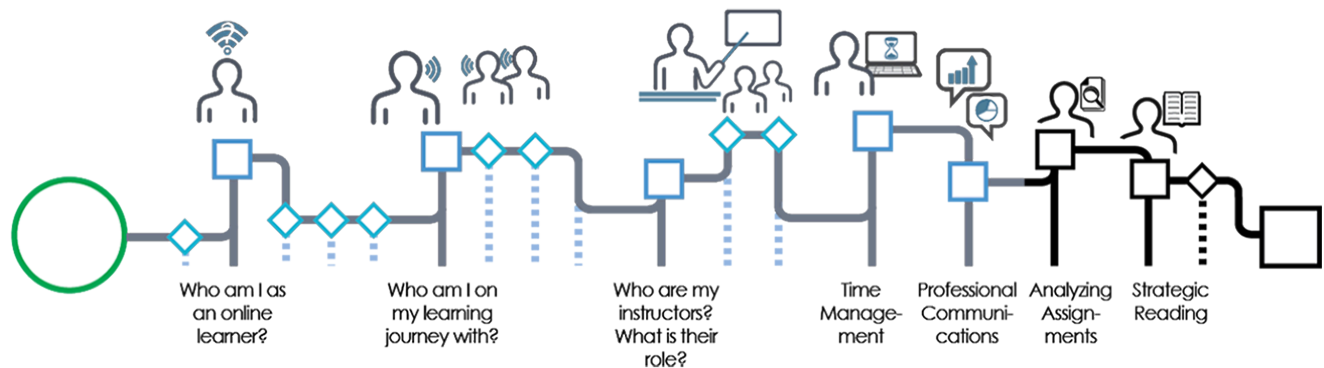 Who am I as
an online
learner?
Who am I on
my learning
journey with?
Who are my
instructors?
What is their
role?
Time
Manage-
ment
Professional
Communi-
cations
Analyzing
Assign-
ments
Strategic
Reading